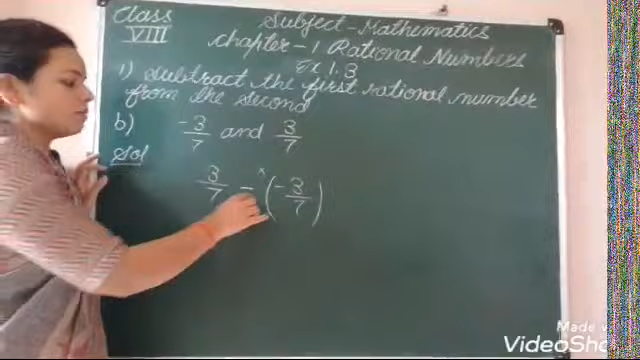 Class
VIII
Subject - Mathematics
Chapter - 1 Rational Numbers
Ex 1.3
1) Subtract the first rational number
from the second
b) -3/7 and 3/7
Sol
3/7 - (-3/7)
Made w
VideoSho